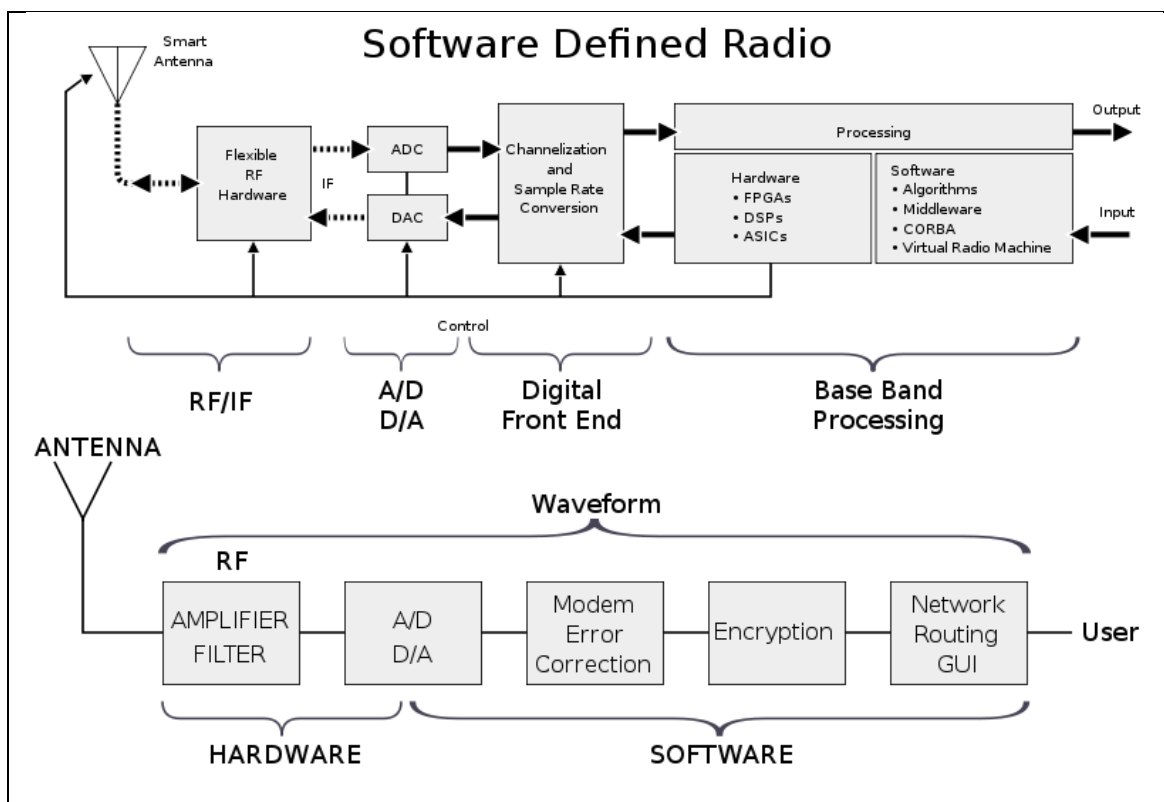 Software Defined Radio
Smart
Antenna
Flexible
RF
Hardware
IF
ADC
DAC
Channelization
and
Sample Rate
Conversion
Processing
Hardware
• FPGAs
• DSPs
• ASICs
Software
• Algorithms
• Middleware
• CORBA
• Virtual Radio Machine
Output
Input
Control
RF/IF
A/D
D/A
Digital
Front End
Base Band
Processing
ANTENNA
Waveform
RF
AMPLIFIER
FILTER
A/D
D/A
Modem
Error
Correction
Encryption
Network
Routing
GUI
User
HARDWARE
SOFTWARE